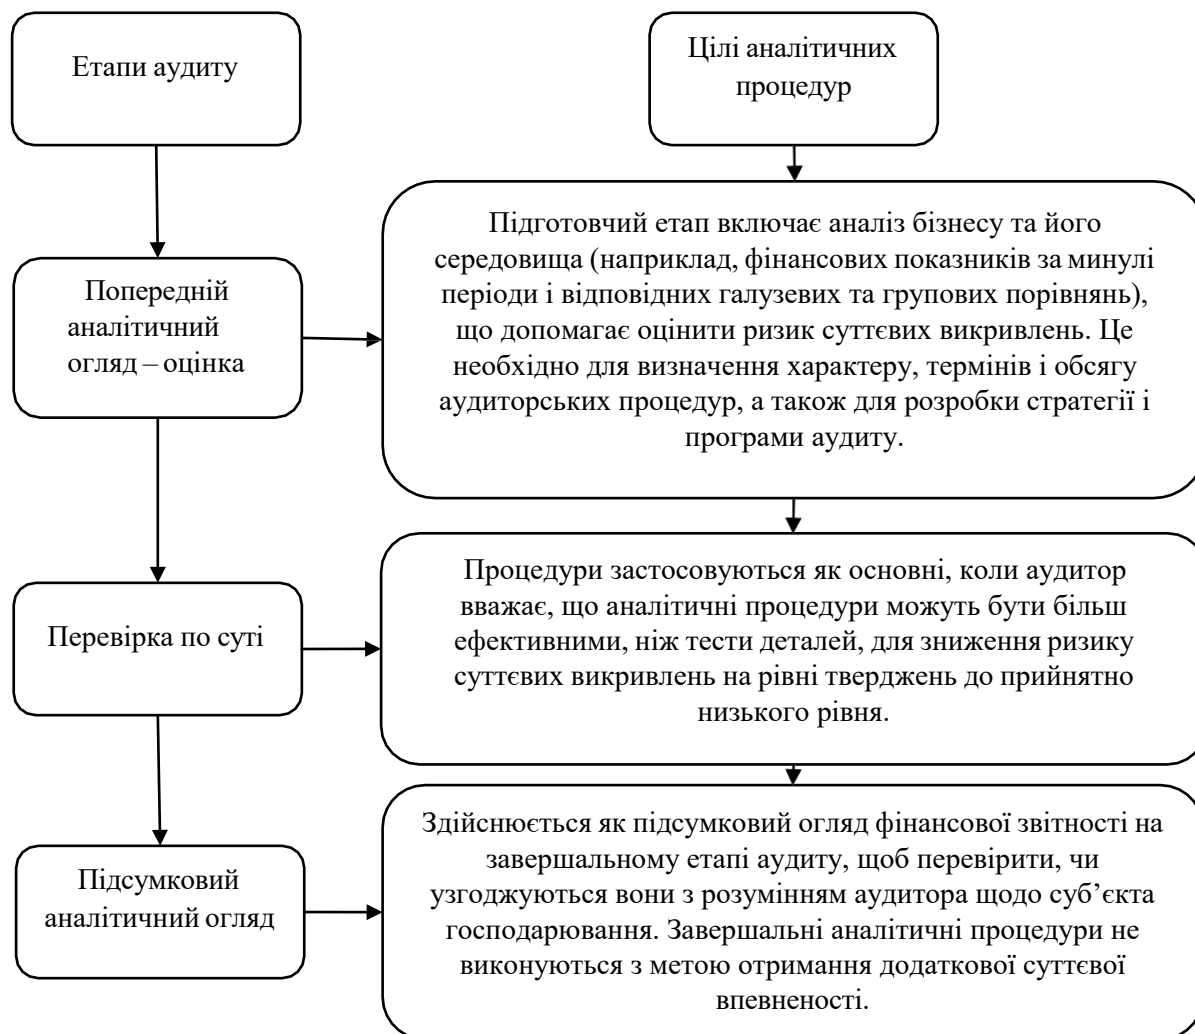 Етапи аудиту
Цілі аналітичних
процедур
Попередній
аналітичний
огляд – оцінка
Підготовчий етап включає аналіз бізнесу та його
середовища (наприклад, фінансових показників за минулі
періоди і відповідних галузевих та групових порівнянь),
що допомагає оцінити ризик суттєвих викривлень. Це
необхідно для визначення характеру, термінів і обсягу
аудиторських процедур, а також для розробки стратегії і
програми аудиту.
Перевірка по суті
Процедури застосовуються як основні, коли аудитор
вважає, що аналітичні процедури можуть бути більш
ефективними, ніж тести деталей, для зниження ризику
суттєвих викривлень на рівні тверджень до прийнятно
низького рівня.
Підсумковий
аналітичний огляд
Здійснюється як підсумковий огляд фінансової звітності на
завершальному етапі аудиту, щоб перевірити, чи
узгоджуються вони з розумінням аудитора щодо суб’єкта
господарювання. Завершальні аналітичні процедури не
виконуються з метою отримання додаткової суттєвої
впевненості.